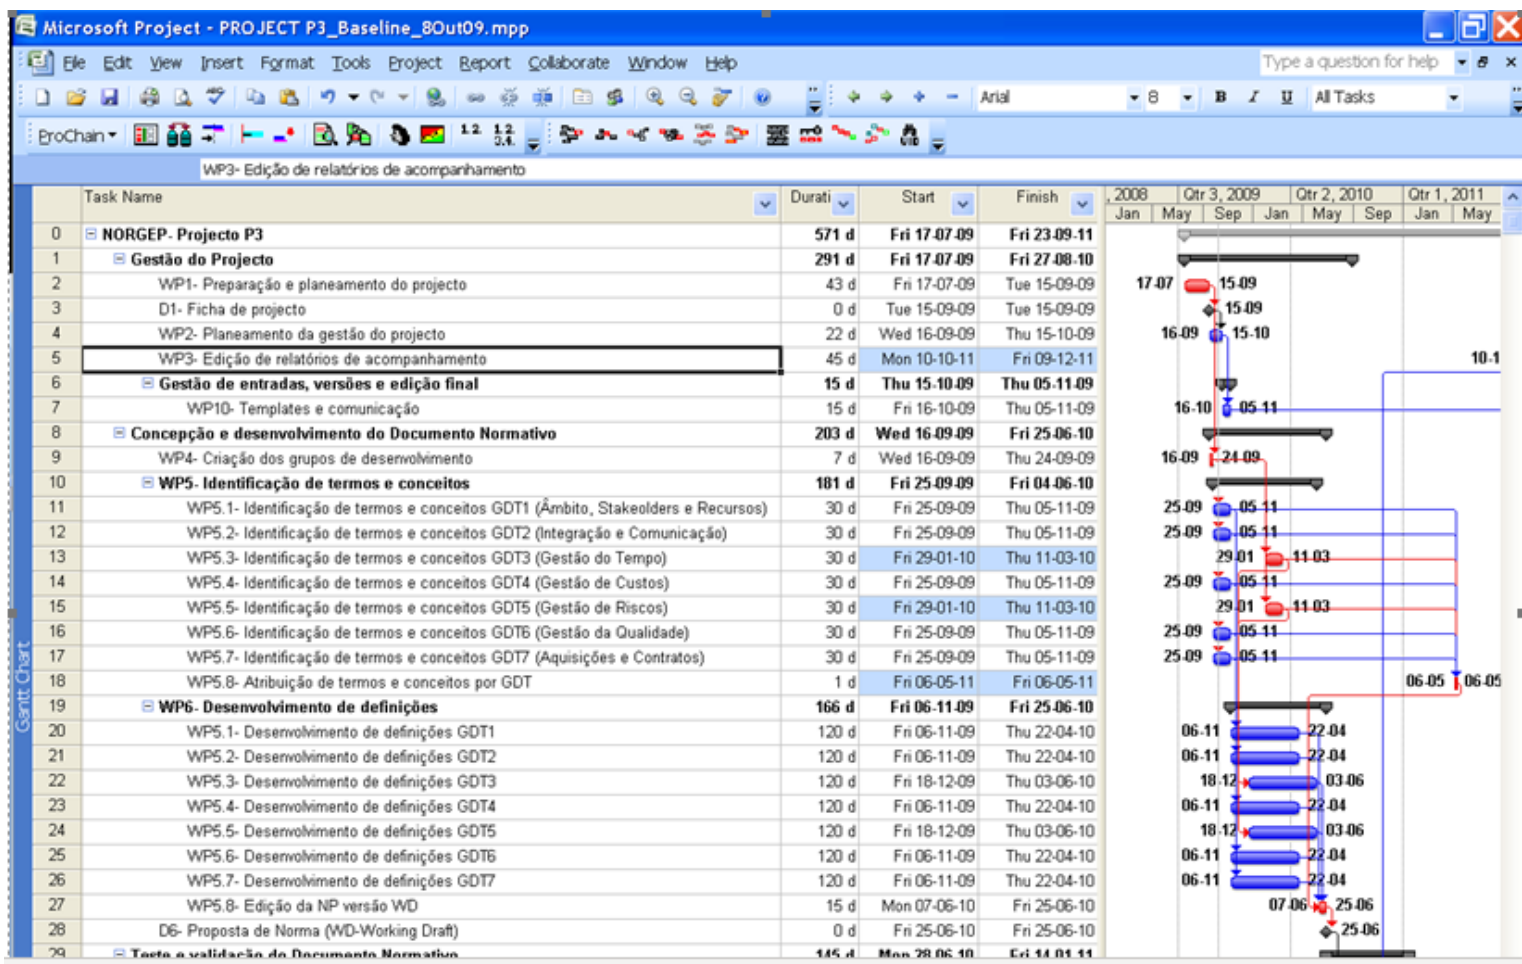 Microsoft Project - PROJECT P3_Baseline_8Out09.mpp
File Edit View Insert Format Tools Project Report Collaborate Window Help Type a question for help
Arial 8 B I U All Tasks
ProChain
WP3- Edição de relatórios de acompanhamento
Task Name Durati Start Finish , 2008 Qtr 3, 2009 Qtr 2, 2010 Qtr 1, 2011
Jan May Sep Jan May Sep Jan May
0 NORGEP- Projecto P3 571 d Fri 17-07-09 Fri 23-09-11
1 Gestão do Projecto 291 d Fri 17-07-09 Fri 27-08-10
2 WP1- Preparação e planeamento do projecto 43 d Fri 17-07-09 Tue 15-09-09 17-07 15-09
3 D1- Ficha de projecto 0 d Tue 15-09-09 Tue 15-09-09 15-09
4 WP2- Planeamento da gestão do projecto 22 d Wed 16-09-09 Thu 15-10-09 16-09 15-10
5 WP3- Edição de relatórios de acompanhamento 45 d Mon 10-10-11 Fri 09-12-11 10-1
6 Gestão de entradas, versões e edição final 15 d Thu 15-10-09 Thu 05-11-09
7 WP10- Templates e comunicação 15 d Fri 16-10-09 Thu 05-11-09 16-10 05-11
8 Concepção e desenvolvimento do Documento Normativo 203 d Wed 16-09-09 Fri 25-06-10
9 WP4- Criação dos grupos de desenvolvimento 7 d Wed 16-09-09 Thu 24-09-09 16-09 24-09
10 WP5- Identificação de termos e conceitos 181 d Fri 25-09-09 Fri 04-06-10
11 WP5.1- Identificação de termos e conceitos GDT1 (Âmbito, Stakeolders e Recursos) 30 d Fri 25-09-09 Thu 05-11-09 25-09 05-11
12 WP5.2- Identificação de termos e conceitos GDT2 (Integração e Comunicação) 30 d Fri 25-09-09 Thu 05-11-09 25-09 05-11
13 WP5.3- Identificação de termos e conceitos GDT3 (Gestão do Tempo) 30 d Fri 29-01-10 Thu 11-03-10 29-01 11-03
14 WP5.4- Identificação de termos e conceitos GDT4 (Gestão de Custos) 30 d Fri 25-09-09 Thu 05-11-09 25-09 05-11
15 WP5.5- Identificação de termos e conceitos GDT5 (Gestão de Riscos) 30 d Fri 29-01-10 Thu 11-03-10 29-01 11-03
16 WP5.6- Identificação de termos e conceitos GDT6 (Gestão da Qualidade) 30 d Fri 25-09-09 Thu 05-11-09 25-09 05-11
17 WP5.7- Identificação de termos e conceitos GDT7 (Aquisições e Contratos) 30 d Fri 25-09-09 Thu 05-11-09 25-09 05-11
18 WP5.8- Atribuição de termos e conceitos por GDT 1 d Fri 06-05-11 Fri 06-05-11 06-05 06-05
19 WP6- Desenvolvimento de definições 166 d Fri 06-11-09 Fri 25-06-10
20 WP5.1- Desenvolvimento de definições GDT1 120 d Fri 06-11-09 Thu 22-04-10 06-11 22-04
21 WP5.2- Desenvolvimento de definições GDT2 120 d Fri 06-11-09 Thu 22-04-10 06-11 22-04
22 WP5.3- Desenvolvimento de definições GDT3 120 d Fri 18-12-09 Thu 03-06-10 18-12 03-06
23 WP5.4- Desenvolvimento de definições GDT4 120 d Fri 06-11-09 Thu 22-04-10 06-11 22-04
24 WP5.5- Desenvolvimento de definições GDT5 120 d Fri 18-12-09 Thu 03-06-10 18-12 03-06
25 WP5.6- Desenvolvimento de definições GDT6 120 d Fri 06-11-09 Thu 22-04-10 06-11 22-04
26 WP5.7- Desenvolvimento de definições GDT7 120 d Fri 06-11-09 Thu 22-04-10 06-11 22-04
27 WP5.8- Edição da NP versão WD 15 d Mon 07-06-10 Fri 25-06-10 07-06 25-06
28 D6- Proposta de Norma (WD-Working Draft) 0 d Fri 25-06-10 Fri 25-06-10 25-06
29 Teste e validação do Documento Normativo 145 d Mon 28-06-10 Fri 14-01-11
Gantt Chart